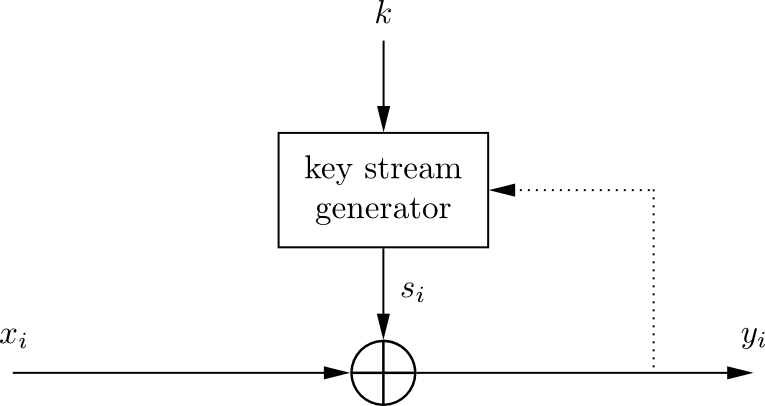 k
key stream
generator
s_i
x_i
y_i